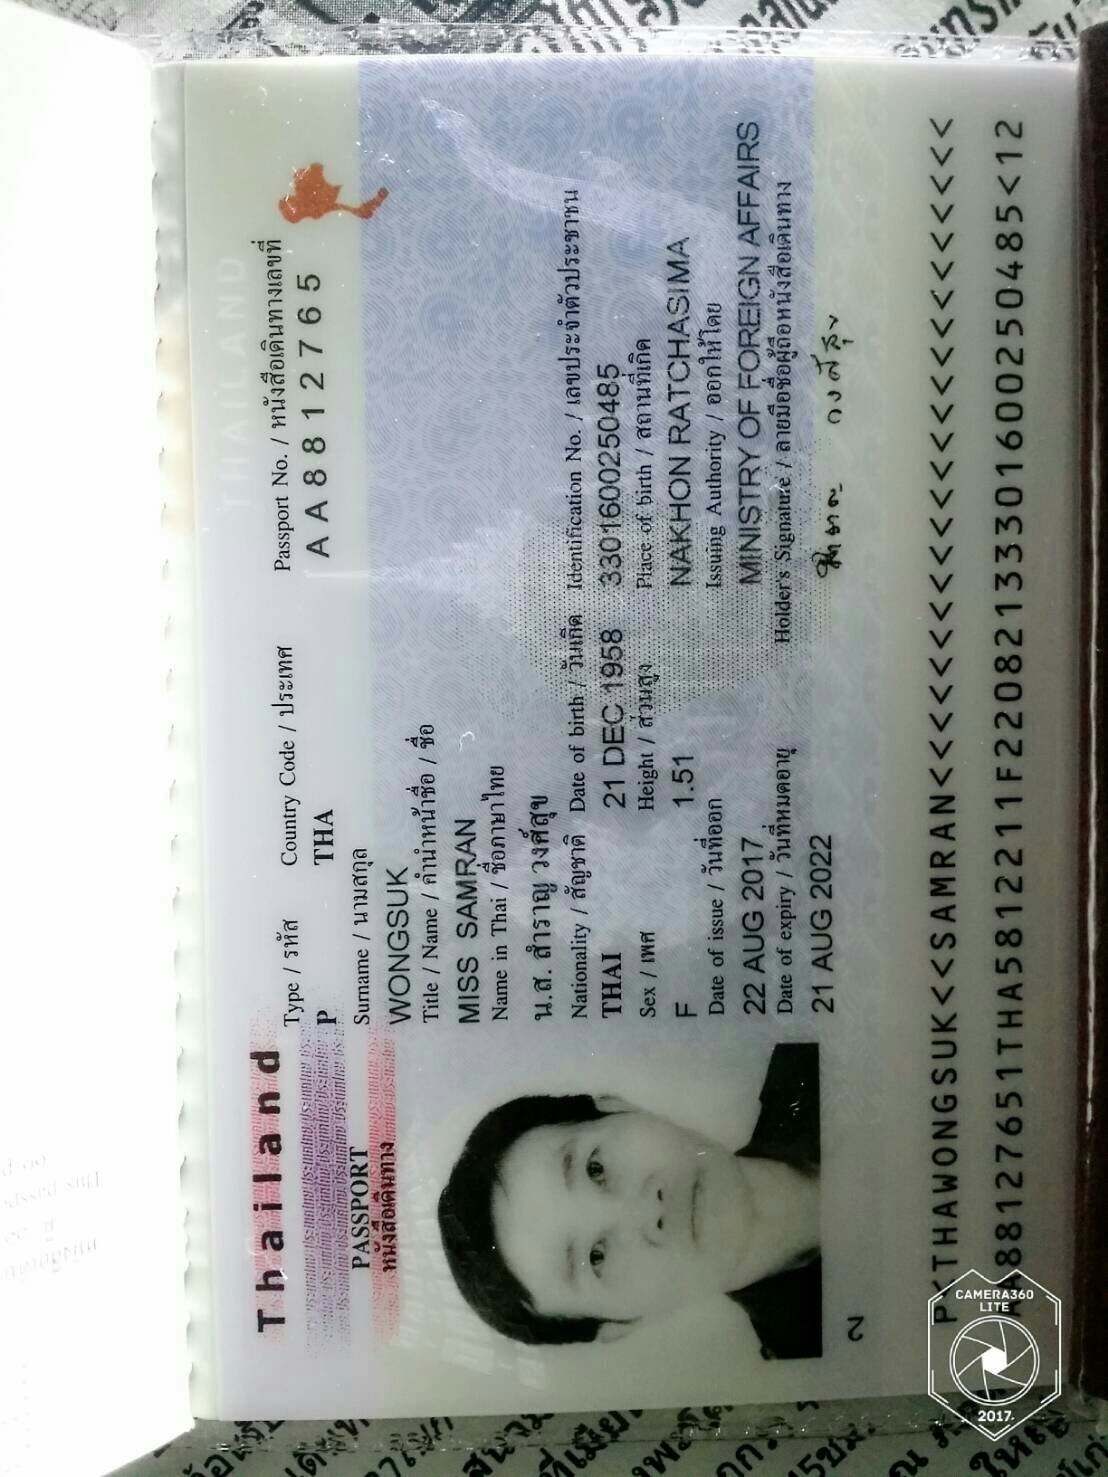 THAILAND
Thailand
PASSPORT
หนังสือเดินทาง
Type / รหัส
Country Code / ประเทศ
Passport No. / หนังสือเดินทางเลขที่
P
THA
AA8812765
Surname / นามสกุล
WONGSUK
Title / Name / คำนำหน้าชื่อ / ชื่อ
MISS SAMRAN
Name in Thai / ชื่อภาษาไทย
น.ส. สำราญ วงศ์สุข
Nationality / สัญชาติ
Date of birth / วันเกิด
Identification No. / เลขประจำตัวประชาชน
THAI
21 DEC 1958
3301600250485
Sex / เพศ
Height / ส่วนสูง
Place of birth / สถานที่เกิด
F
1.51
NAKHON RATCHASIMA
Date of issue / วันที่ออก
Issuing Authority / ออกให้โดย
22 AUG 2017
MINISTRY OF FOREIGN AFFAIRS
Date of expiry / วันที่หมดอายุ
Holder's Signature / ลายมือชื่อผู้ถือหนังสือเดินทาง
21 AUG 2022
สำราญ วงศ์สุข
2
P<THAWONGSUK<<SAMRAN<<<<<<<<<<<<<<<<<<<<<<<<
AA88127651THA5812211F22082133301600250485<12
CAMERA360
LITE
2017